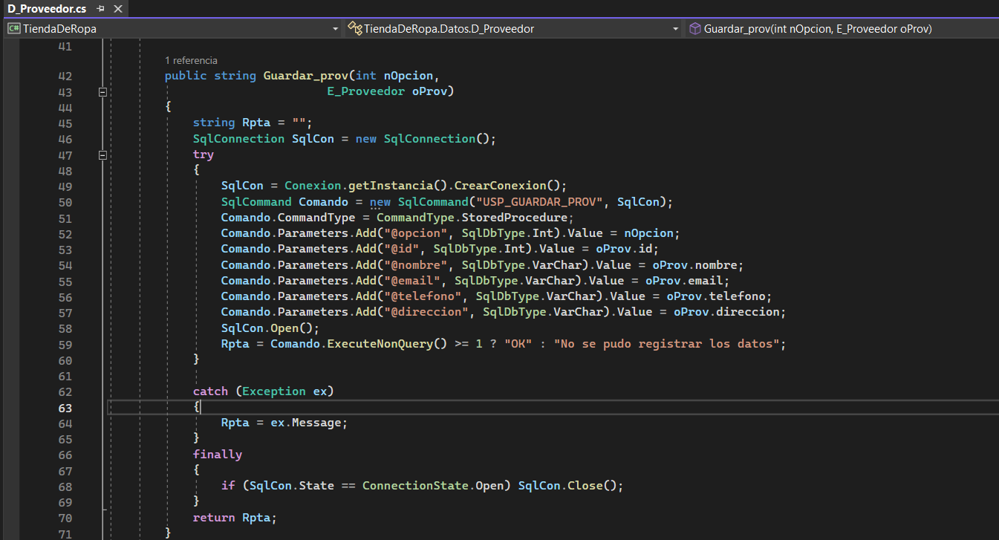 D_Proveedor.cs
C# TiendaDeRopa TiendaDeRopa.Datos.D_Proveedor Guardar_prov(int nOpcion, E_Proveedor oProv)
41
1 referencia
42 public string Guardar_prov(int nOpcion,
43 E_Proveedor oProv)
44 {
45 string Rpta = "";
46 SqlConnection SqlCon = new SqlConnection();
47 try
48 {
49 SqlCon = Conexion.getInstancia().CrearConexion();
50 SqlCommand Comando = new SqlCommand("USP_GUARDAR_PROV", SqlCon);
51 Comando.CommandType = CommandType.StoredProcedure;
52 Comando.Parameters.Add("@opcion", SqlDbType.Int).Value = nOpcion;
53 Comando.Parameters.Add("@id", SqlDbType.Int).Value = oProv.id;
54 Comando.Parameters.Add("@nombre", SqlDbType.VarChar).Value = oProv.nombre;
55 Comando.Parameters.Add("@email", SqlDbType.VarChar).Value = oProv.email;
56 Comando.Parameters.Add("@telefono", SqlDbType.VarChar).Value = oProv.telefono;
57 Comando.Parameters.Add("@direccion", SqlDbType.VarChar).Value = oProv.direccion;
58 SqlCon.Open();
59 Rpta = Comando.ExecuteNonQuery() >= 1 ? "OK" : "No se pudo registrar los datos";
60 }
61
62 catch (Exception ex)
63 {
64 Rpta = ex.Message;
65 }
66 finally
67 {
68 if (SqlCon.State == ConnectionState.Open) SqlCon.Close();
69 }
70 return Rpta;
71 }